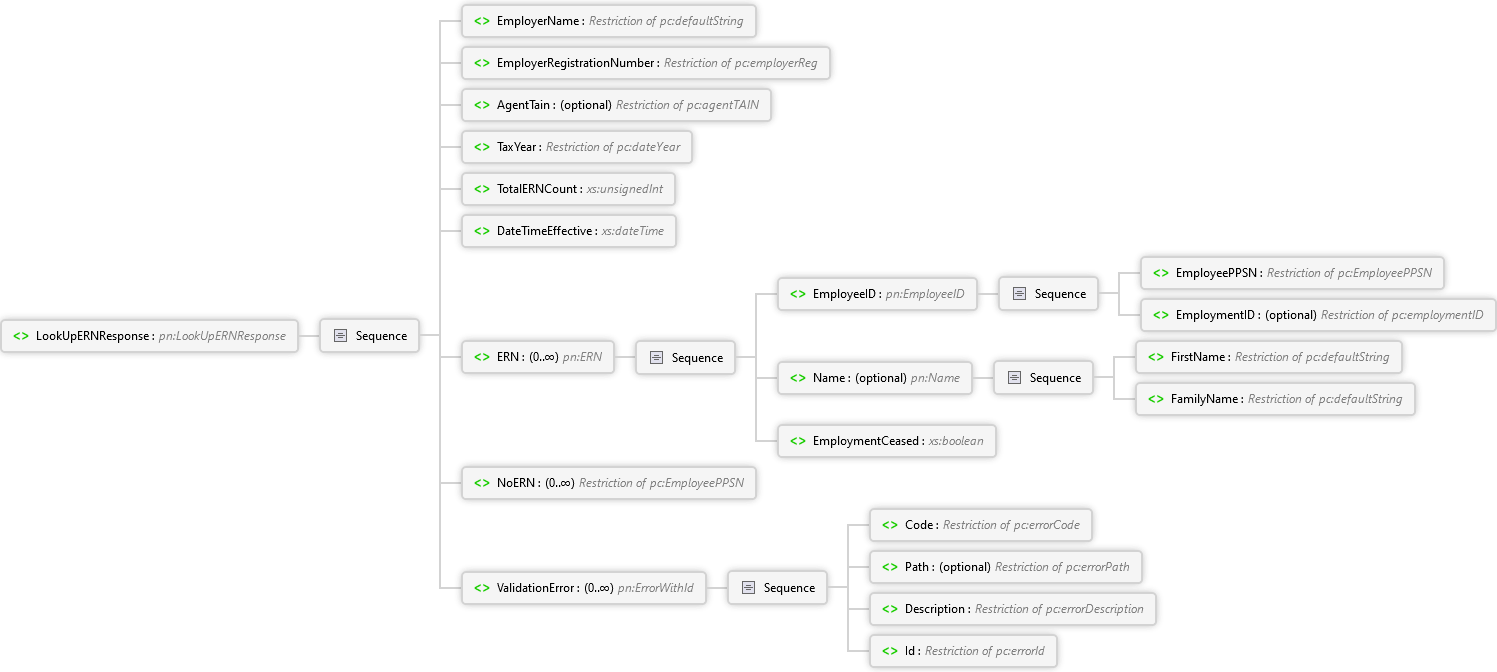 <> EmployerName : Restriction of pc:defaultString
<> EmployerRegistrationNumber : Restriction of pc:employerReg
<> AgentTain : (optional) Restriction of pc:agentTAIN
<> TaxYear : Restriction of pc:dateYear
<> TotalERNCount : xs:unsignedInt
<> DateTimeEffective : xs:dateTime
<> LookUpERNResponse : pn:LookUpERNResponse
Sequence
<> ERN : (0..∞) pn:ERN
Sequence
<> EmployeeID : pn:EmployeeID
Sequence
<> EmployeePPSN : Restriction of pc:EmployeePPSN
<> EmploymentID : (optional) Restriction of pc:employmentID
<> Name : (optional) pn:Name
Sequence
<> FirstName : Restriction of pc:defaultString
<> FamilyName : Restriction of pc:defaultString
<> EmploymentCeased : xs:boolean
<> NoERN : (0..∞) Restriction of pc:EmployeePPSN
<> ValidationError : (0..∞) pn:ErrorWithId
Sequence
<> Code : Restriction of pc:errorCode
<> Path : (optional) Restriction of pc:errorPath
<> Description : Restriction of pc:errorDescription
<> Id : Restriction of pc:errorId